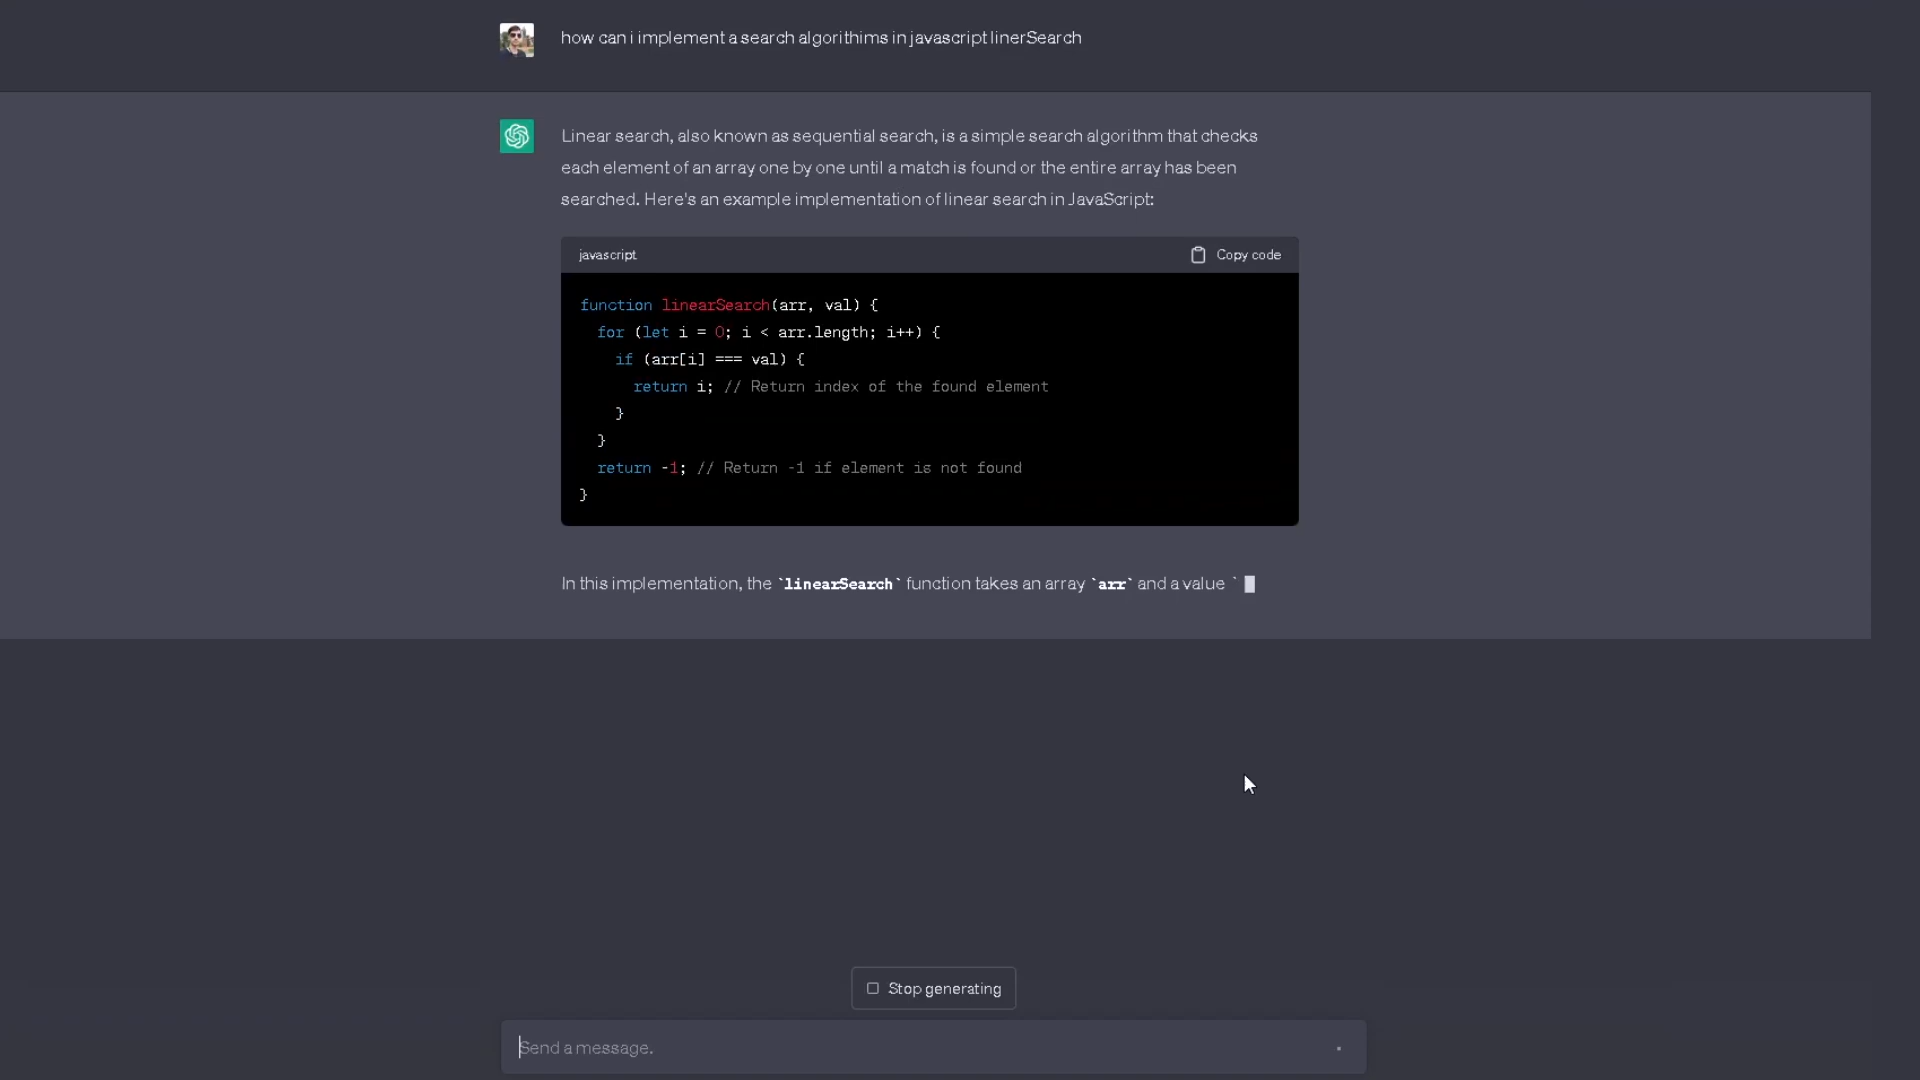 how can i implement a search algorithims in javascript linerSearch
Linear search, also known as sequential search, is a simple search algorithm that checks
each element of an array one by one until a match is found or the entire array has been
searched. Here's an example implementation of linear search in JavaScript:
javascript Copy code
function linearSearch(arr, val) {
  for (let i = 0; i < arr.length; i++) {
    if (arr[i] === val) {
      return i; // Return index of the found element
    }
  }
  return -1; // Return -1 if element is not found
}
In this implementation, the `linearSearch` function takes an array `arr` and a value `
Stop generating
Send a message.